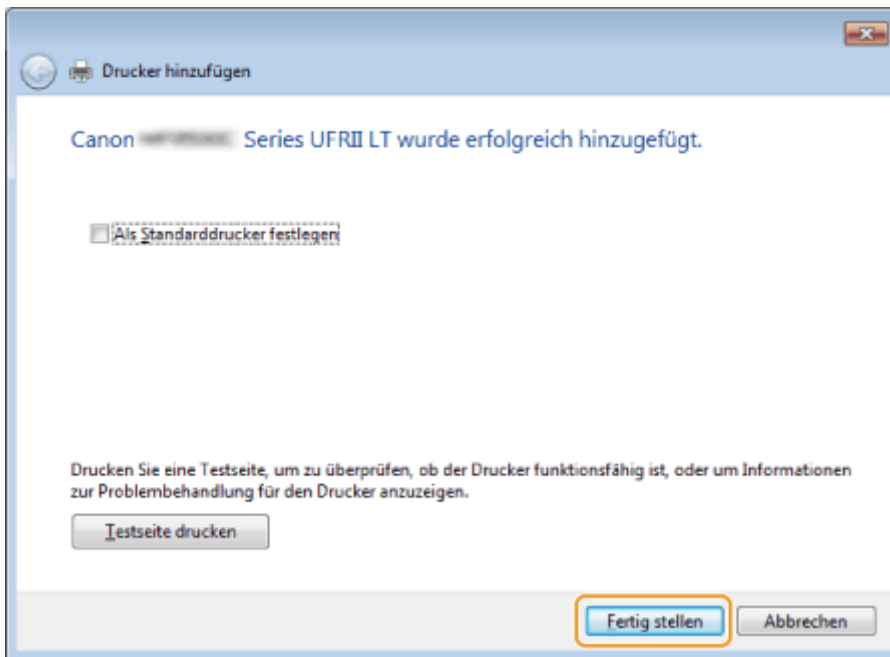 Drucker hinzufügen
Canon Series UFRII LT wurde erfolgreich hinzugefügt.
Als Standarddrucker festlegen
Drucken Sie eine Testseite, um zu überprüfen, ob der Drucker funktionsfähig ist, oder um Informationen
zur Problembehandlung für den Drucker anzuzeigen.
Testseite drucken
Fertig stellen
Abbrechen